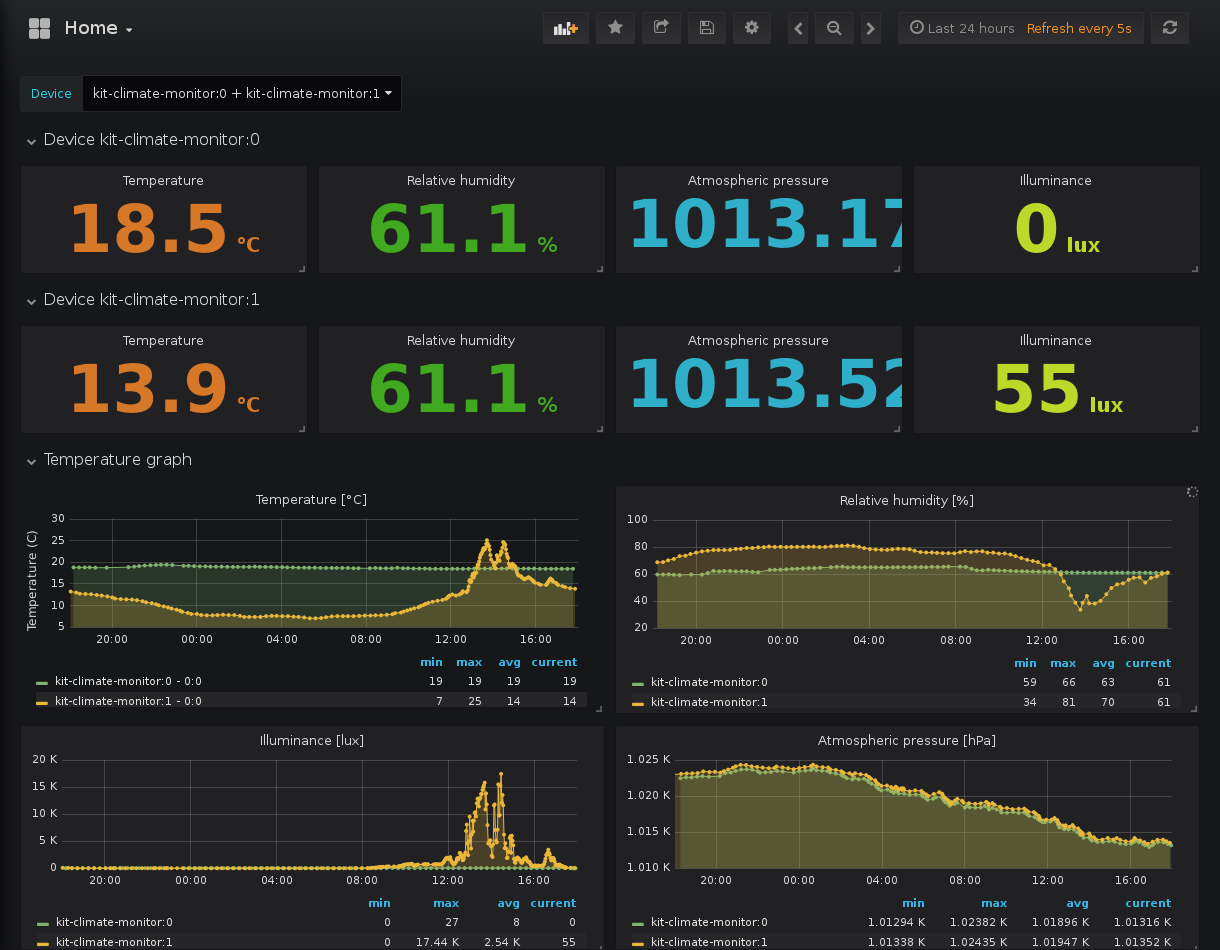 Home
Last 24 hours Refresh every 5s
Device kit-climate-monitor:0 + kit-climate-monitor:1
Device kit-climate-monitor:0
Temperature Relative humidity Atmospheric pressure Illuminance
18.5 °C 61.1 % 1013.17 0 lux
Device kit-climate-monitor:1
Temperature Relative humidity Atmospheric pressure Illuminance
13.9 °C 61.1 % 1013.52 55 lux
Temperature graph
Temperature [°C]
Temperature (C)
30
25
20
15
10
5
20:00 00:00 04:00 08:00 12:00 16:00
min max avg current
kit-climate-monitor:0 - 0:0 19 19 19 19
kit-climate-monitor:1 - 0:0 7 25 14 14
Relative humidity [%]
100
80
60
40
20
20:00 00:00 04:00 08:00 12:00 16:00
min max avg current
kit-climate-monitor:0 59 66 63 61
kit-climate-monitor:1 34 81 70 61
Illuminance [lux]
20 K
15 K
10 K
5 K
0
20:00 00:00 04:00 08:00 12:00 16:00
min max avg current
kit-climate-monitor:0 0 27 8 0
kit-climate-monitor:1 0 17.44 K 2.54 K 55
Atmospheric pressure [hPa]
1.025 K
1.020 K
1.015 K
1.010 K
20:00 00:00 04:00 08:00 12:00 16:00
min max avg current
kit-climate-monitor:0 1.01294 K 1.02382 K 1.01896 K 1.01316 K
kit-climate-monitor:1 1.01338 K 1.02435 K 1.01947 K 1.01352 K